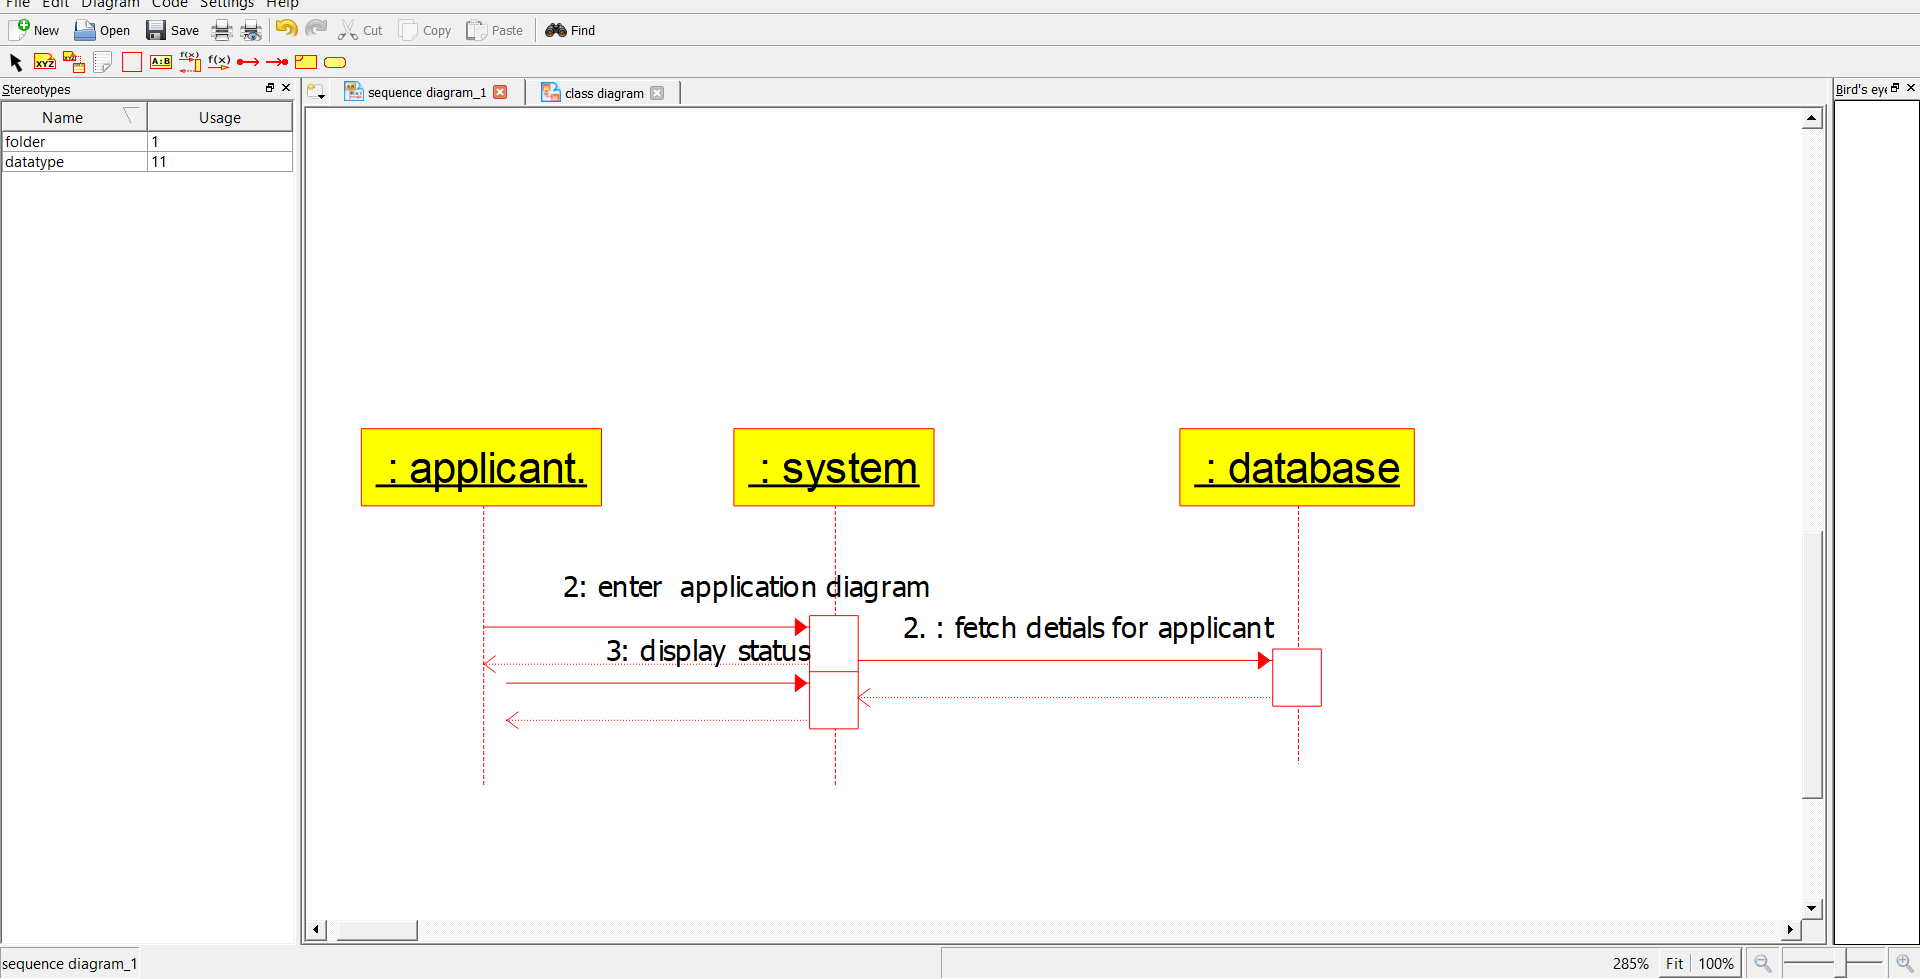 File Edit Diagram Code Settings Help
New Open Save Cut Copy Paste Find
XYZ XYZ A:B f(x) f(x)
Stereotypes
sequence diagram_1 class diagram
Bird's eye
Name Usage
folder 1
datatype 11
: applicant. : system : database
2: enter  application diagram
2. : fetch detials for applicant
3: display status
sequence diagram_1 285% Fit 100%